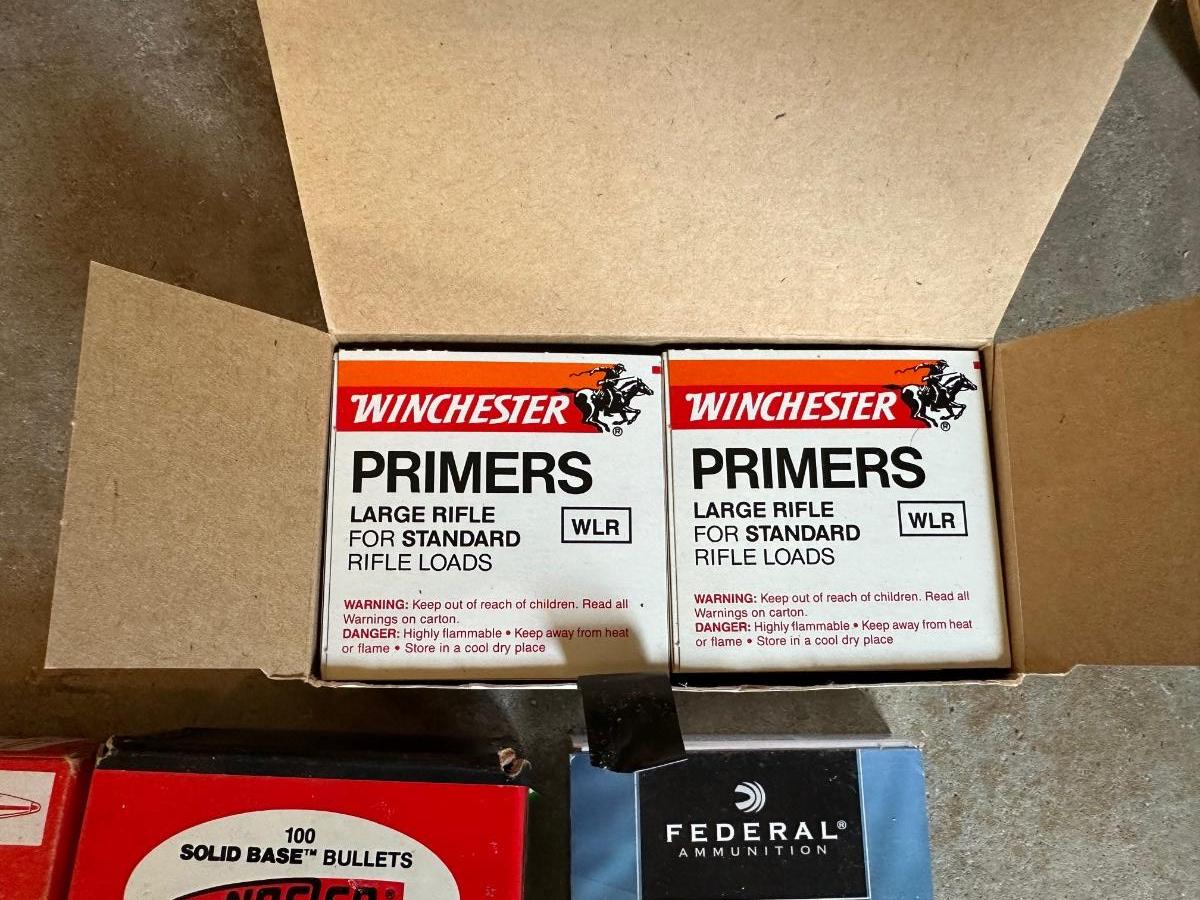 WINCHESTER
®
PRIMERS
LARGE RIFLE
FOR STANDARD
RIFLE LOADS
WLR
WARNING: Keep out of reach of children. Read all
Warnings on carton.
DANGER: Highly flammable • Keep away from heat
or flame • Store in a cool dry place
WINCHESTER
®
PRIMERS
LARGE RIFLE
FOR STANDARD
RIFLE LOADS
WLR
WARNING: Keep out of reach of children. Read all
Warnings on carton.
DANGER: Highly flammable • Keep away from heat
or flame • Store in a cool dry place
100
SOLID BASE™ BULLETS
FEDERAL®
AMMUNITION